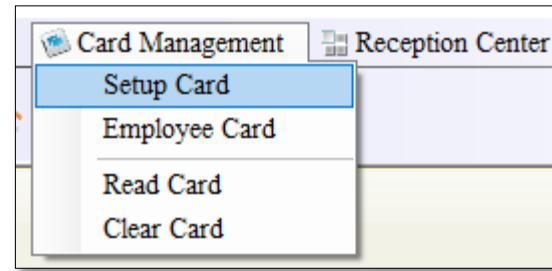 Card Management Reception Center
Setup Card
Employee Card
Read Card
Clear Card